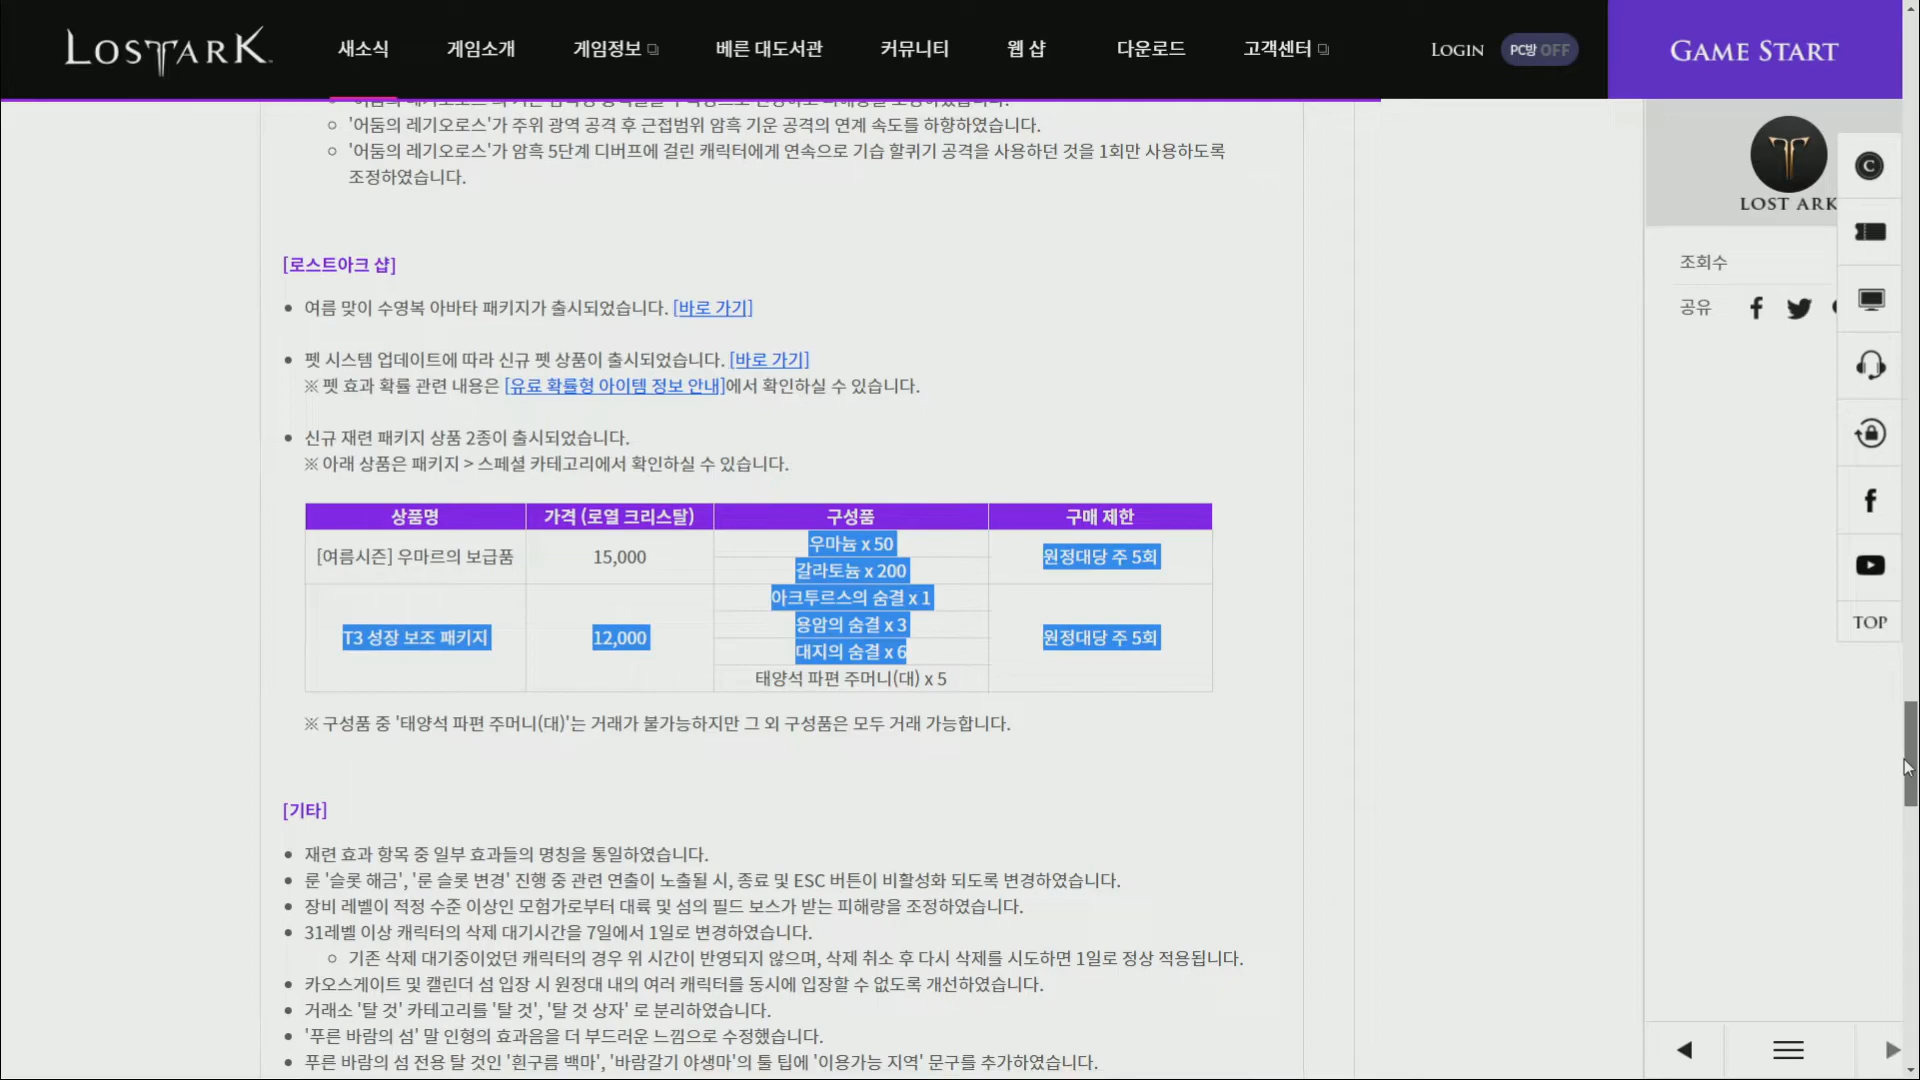 LOST ARK
새소식
게임소개
게임정보
베른 대도서관
커뮤니티
웹 샵
다운로드
고객센터
LOGIN
PC방 OFF
GAME START
'어둠의 레기오로스'가 주위 광역 공격 후 근접범위 암흑 기운 공격의 연계 속도를 하향하였습니다.
'어둠의 레기오로스'가 암흑 5단계 디버프에 걸린 캐릭터에게 연속으로 기습 할퀴기 공격을 사용하던 것을 1회만 사용하도록
조정하였습니다.
LOST ARK
조회수
공유
TOP
[로스트아크 샵]
여름 맞이 수영복 아바타 패키지가 출시되었습니다. [바로 가기]
펫 시스템 업데이트에 따라 신규 펫 상품이 출시되었습니다. [바로 가기]
※ 펫 효과 확률 관련 내용은 [유료 확률형 아이템 정보 안내]에서 확인하실 수 있습니다.
신규 재련 패키지 상품 2종이 출시되었습니다.
※ 아래 상품은 패키지 > 스페셜 카테고리에서 확인하실 수 있습니다.
상품명 가격 (로열 크리스탈) 구성품 구매 제한
[여름시즌] 우마르의 보급품 15,000 우마늄 x 50 원정대당 주 5회
갈라토늄 x 200
T3 성장 보조 패키지 12,000 아크투르스의 숨결 x 1 원정대당 주 5회
용암의 숨결 x 3
대지의 숨결 x 6
태양석 파편 주머니(대) x 5
※ 구성품 중 '태양석 파편 주머니(대)'는 거래가 불가능하지만 그 외 구성품은 모두 거래 가능합니다.
[기타]
재련 효과 항목 중 일부 효과들의 명칭을 통일하였습니다.
룬 '슬롯 해금', '룬 슬롯 변경' 진행 중 관련 연출이 노출될 시, 종료 및 ESC 버튼이 비활성화 되도록 변경하였습니다.
장비 레벨이 적정 수준 이상인 모험가로부터 대륙 및 섬의 필드 보스가 받는 피해량을 조정하였습니다.
31레벨 이상 캐릭터의 삭제 대기시간을 7일에서 1일로 변경하였습니다.
기존 삭제 대기중이었던 캐릭터의 경우 위 시간이 반영되지 않으며, 삭제 취소 후 다시 삭제를 시도하면 1일로 정상 적용됩니다.
카오스게이트 및 캘린더 섬 입장 시 원정대 내의 여러 캐릭터를 동시에 입장할 수 없도록 개선하였습니다.
거래소 '탈 것' 카테고리를 '탈 것', '탈 것 상자' 로 분리하였습니다.
'푸른 바람의 섬' 말 인형의 효과음을 더 부드러운 느낌으로 수정했습니다.
푸른 바람의 섬 전용 탈 것인 '흰구름 백마', '바람갈기 야생마'의 툴 팁에 '이용가능 지역' 문구를 추가하였습니다.